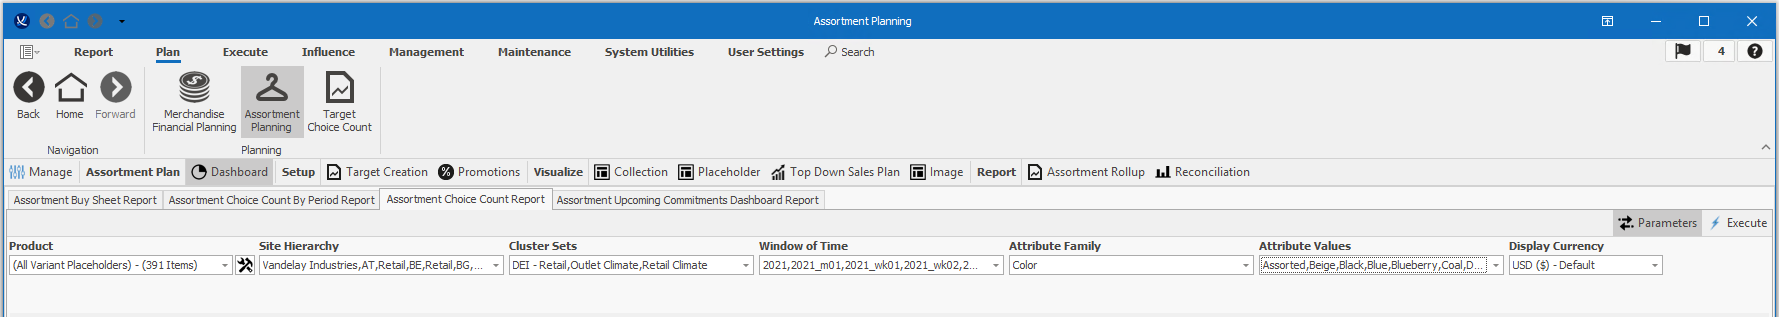 Assortment Planning
Report Plan Execute Influence Management Maintenance System Utilities User Settings Search 4
Back Home Forward Merchandise Financial Planning Assortment Planning Target Choice Count
Navigation Planning
Manage Assortment Plan Dashboard Setup Target Creation Promotions Visualize Collection Placeholder Top Down Sales Plan Image Report Assortment Rollup Reconciliation
Assortment Buy Sheet Report Assortment Choice Count By Period Report Assortment Choice Count Report Assortment Upcoming Commitments Dashboard Report
Parameters Execute
Product Site Hierarchy Cluster Sets Window of Time Attribute Family Attribute Values Display Currency
(All Variant Placeholders) - (391 Items) Vandelay Industries,AT,Retail,BE,Retail,BG,... DEI - Retail,Outlet Climate,Retail Climate 2021,2021_m01,2021_wk01,2021_wk02,2... Color Assorted,Beige,Black,Blue,Blueberry,Coal,D... USD ($) - Default